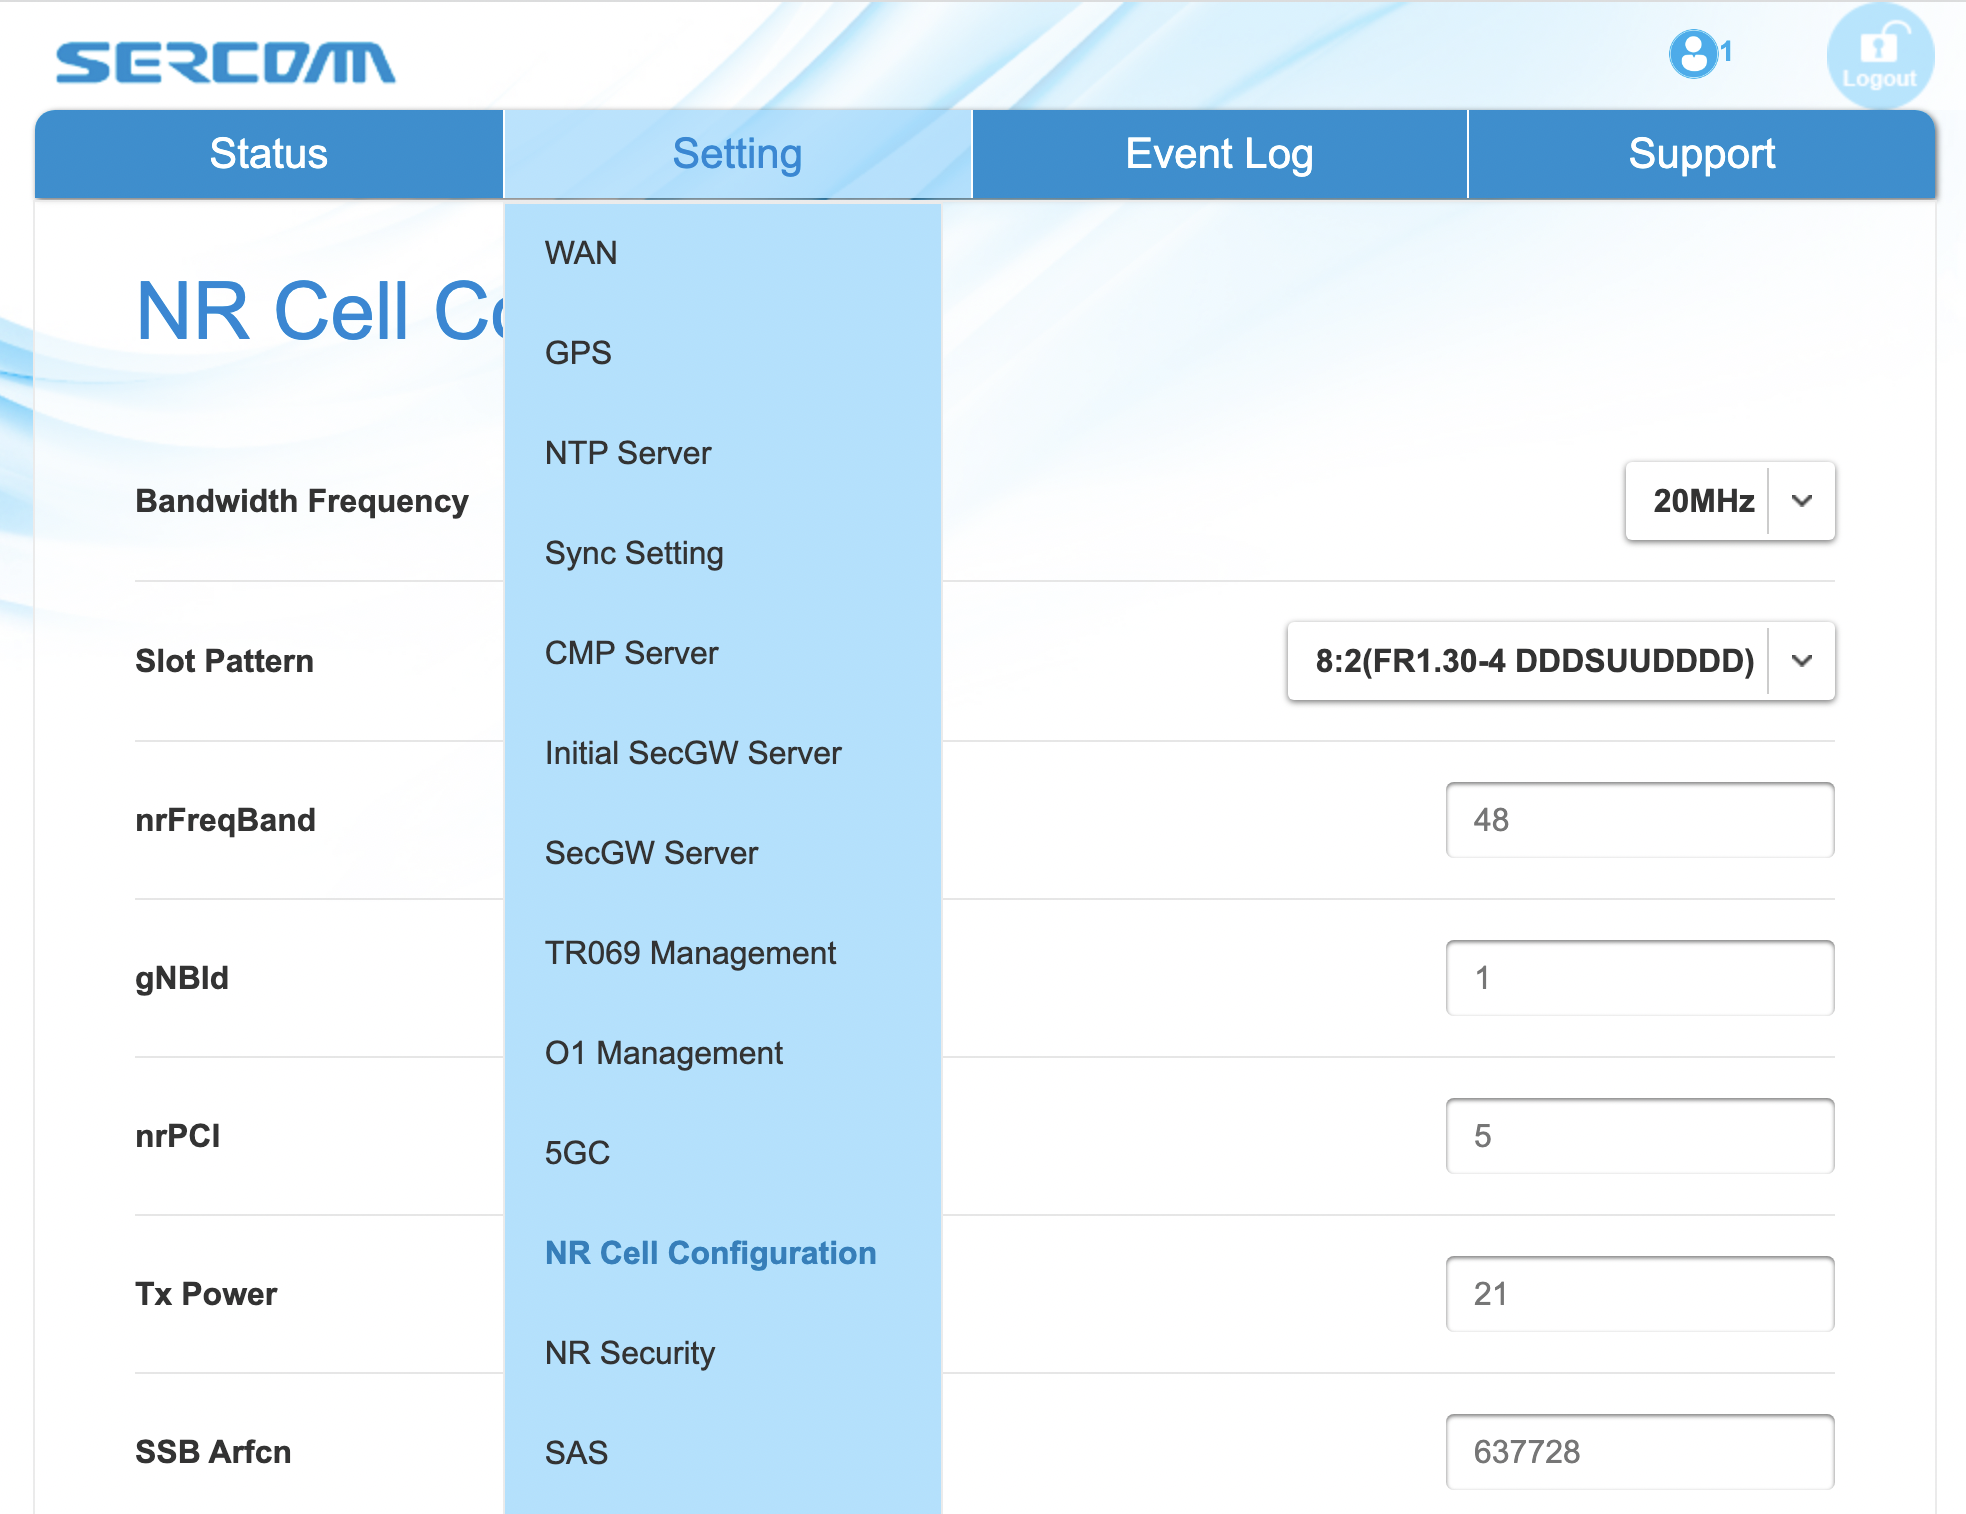 SERCOMM
1
Logout
Status
Setting
Event Log
Support
NR Cell Co
WAN
GPS
NTP Server
Sync Setting
CMP Server
Initial SecGW Server
SecGW Server
TR069 Management
O1 Management
5GC
NR Cell Configuration
NR Security
SAS
Bandwidth Frequency
20MHz
Slot Pattern
8:2(FR1.30-4 DDDSUUDDDD)
nrFreqBand
48
gNBId
1
nrPCI
5
Tx Power
21
SSB Arfcn
637728